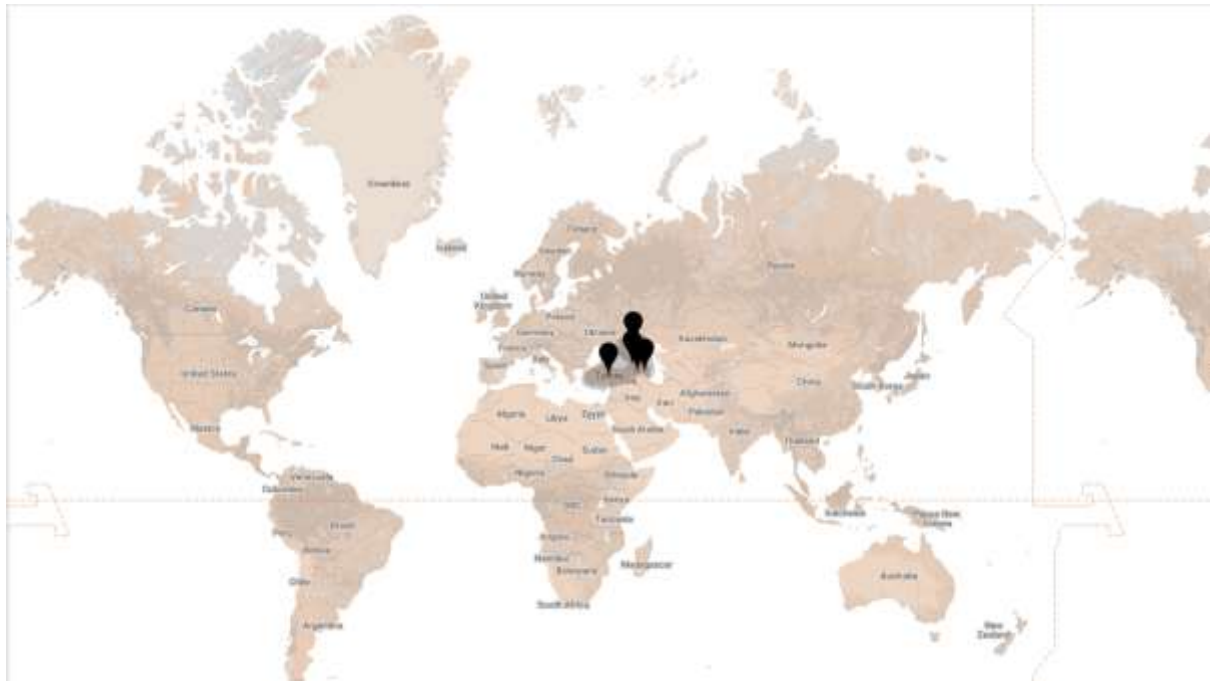 Greenland
Iceland
Finland
Sweden
Norway
Russia
Canada
United
Kingdom
Poland
Germany
Ukraine
France
Kazakhstan
Mongolia
Italy
Spain
United States
China
South Korea
Japan
Afghanistan
Iraq
Iran
Pakistan
Algeria
Libya
Egypt
Mexico
Saudi Arabia
India
Thailand
Mali
Niger
Chad
Sudan
Nigeria
Ethiopia
Venezuela
Colombia
Kenya
DRC
Indonesia
Papua New
Guinea
Tanzania
Peru
Brazil
Angola
Bolivia
Namibia
Botswana
Madagascar
Chile
Australia
South Africa
Argentina
New
Zealand